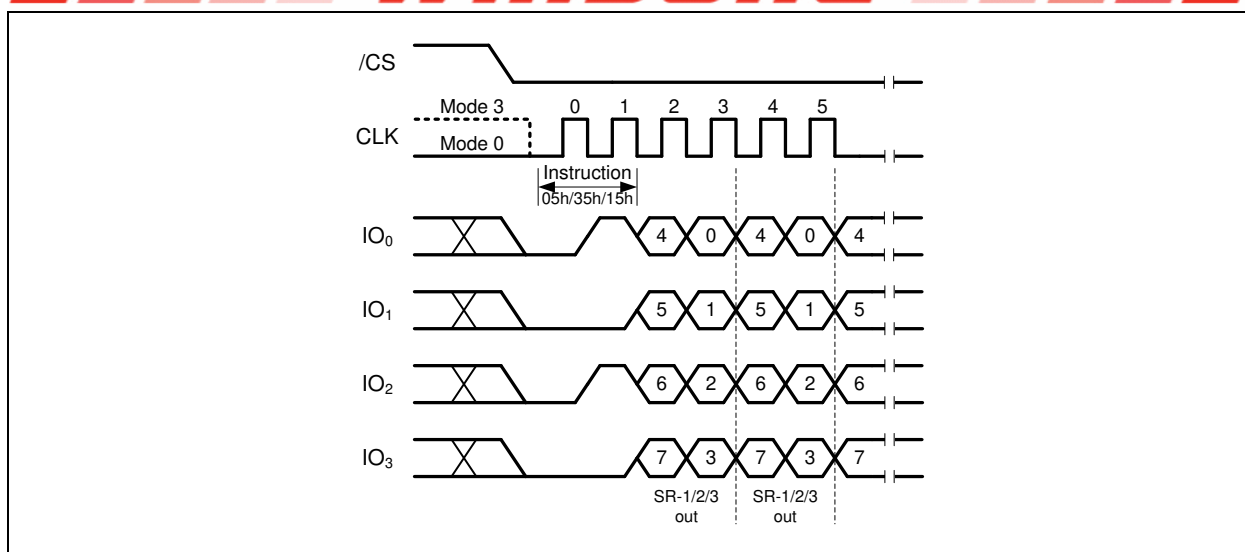 /CS
Mode 3 0 1 2 3 4 5
CLK
Mode 0
Instruction
05h/35h/15h
IO₀ 4 0 4 0 4
IO₁ 5 1 5 1 5
IO₂ 6 2 6 2 6
IO₃ 7 3 7 3 7
SR-1/2/3 SR-1/2/3
out out